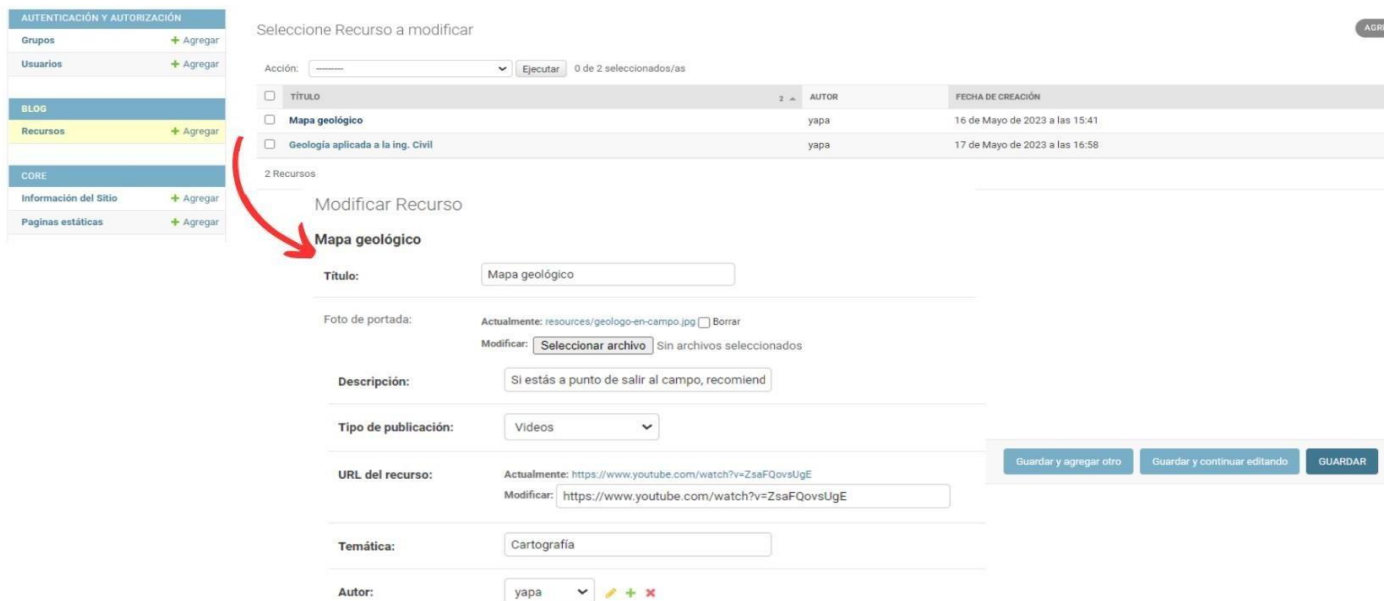 AUTENTICACIÓN Y AUTORIZACIÓN
Grupos + Agregar
Usuarios + Agregar
BLOG
Recursos + Agregar
CORE
Información del Sitio + Agregar
Paginas estáticas + Agregar
Seleccione Recurso a modificar
Acción: --------- Ejecutar 0 de 2 seleccionados/as
TÍTULO 2 AUTOR FECHA DE CREACIÓN
Mapa geológico yapa 16 de Mayo de 2023 a las 15:41
Geología aplicada a la ing. Civil yapa 17 de Mayo de 2023 a las 16:58
2 Recursos
Modificar Recurso
Mapa geológico
Título: Mapa geológico
Foto de portada: Actualmente: resources/geologo-en-campo.jpg Borrar
Modificar: Seleccionar archivo Sin archivos seleccionados
Descripción: Si estás a punto de salir al campo, recomiend
Tipo de publicación: Videos
URL del recurso: Actualmente: https://www.youtube.com/watch?v=ZsaFQovsUgE
Modificar: https://www.youtube.com/watch?v=ZsaFQovsUgE
Temática: Cartografía
Autor: yapa
Guardar y agregar otro Guardar y continuar editando GUARDAR